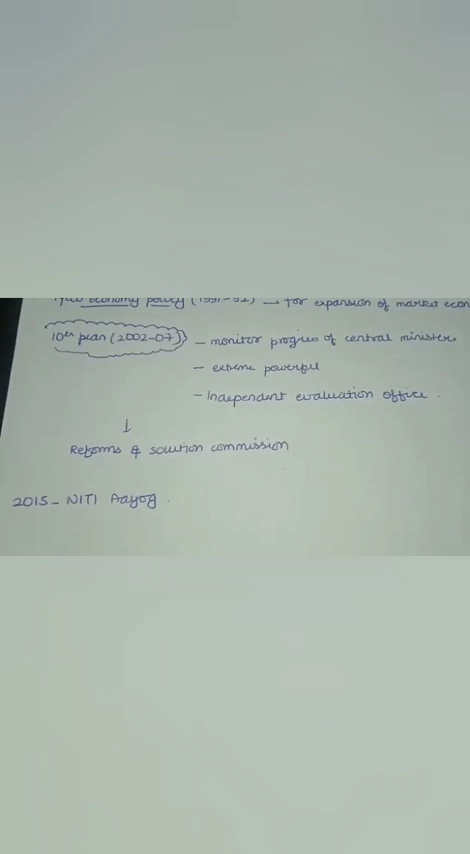 economy policy (1991-92) → for expansion of market econ
10th plan (2002-07) - monitor progress of central ministers
- extreme powerful
- Independent evaluation office.
↓
Reforms & solution commission
2015 - NITI Aayog.